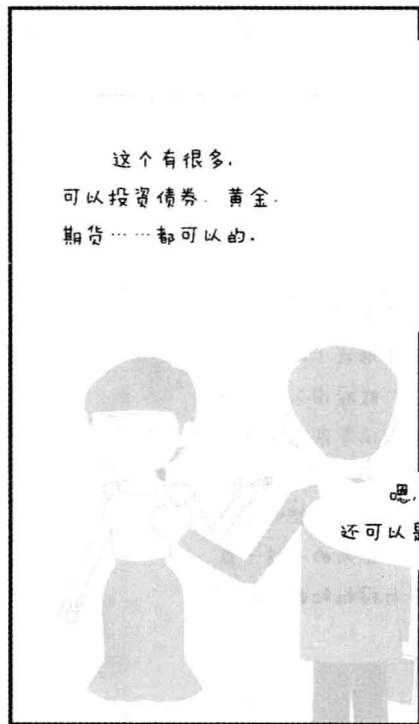 这个有很多，
可以投资债券、黄金、
期货……都可以的。
嗯，
还可以是